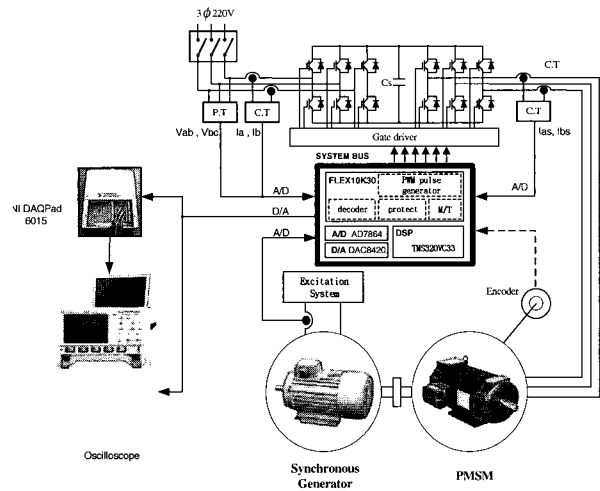 3 ϕ 220V
C.T
Cs
P.T
C.T
C.T
Vab , Vbc
Ia , Ib
Ias, Ibs
Gate driver
SYSTEM BUS
A/D
FLEX10K30
PWM pulse
generator
A/D
NI DAQPad
6015
decoder
protect
M/T
D/A
A/D
A/D AD7864
DSP
TMS320VC33
D/A DAC8420
Excitation
System
Encoder
Oscilloscope
Synchronous
Generator
PMSM